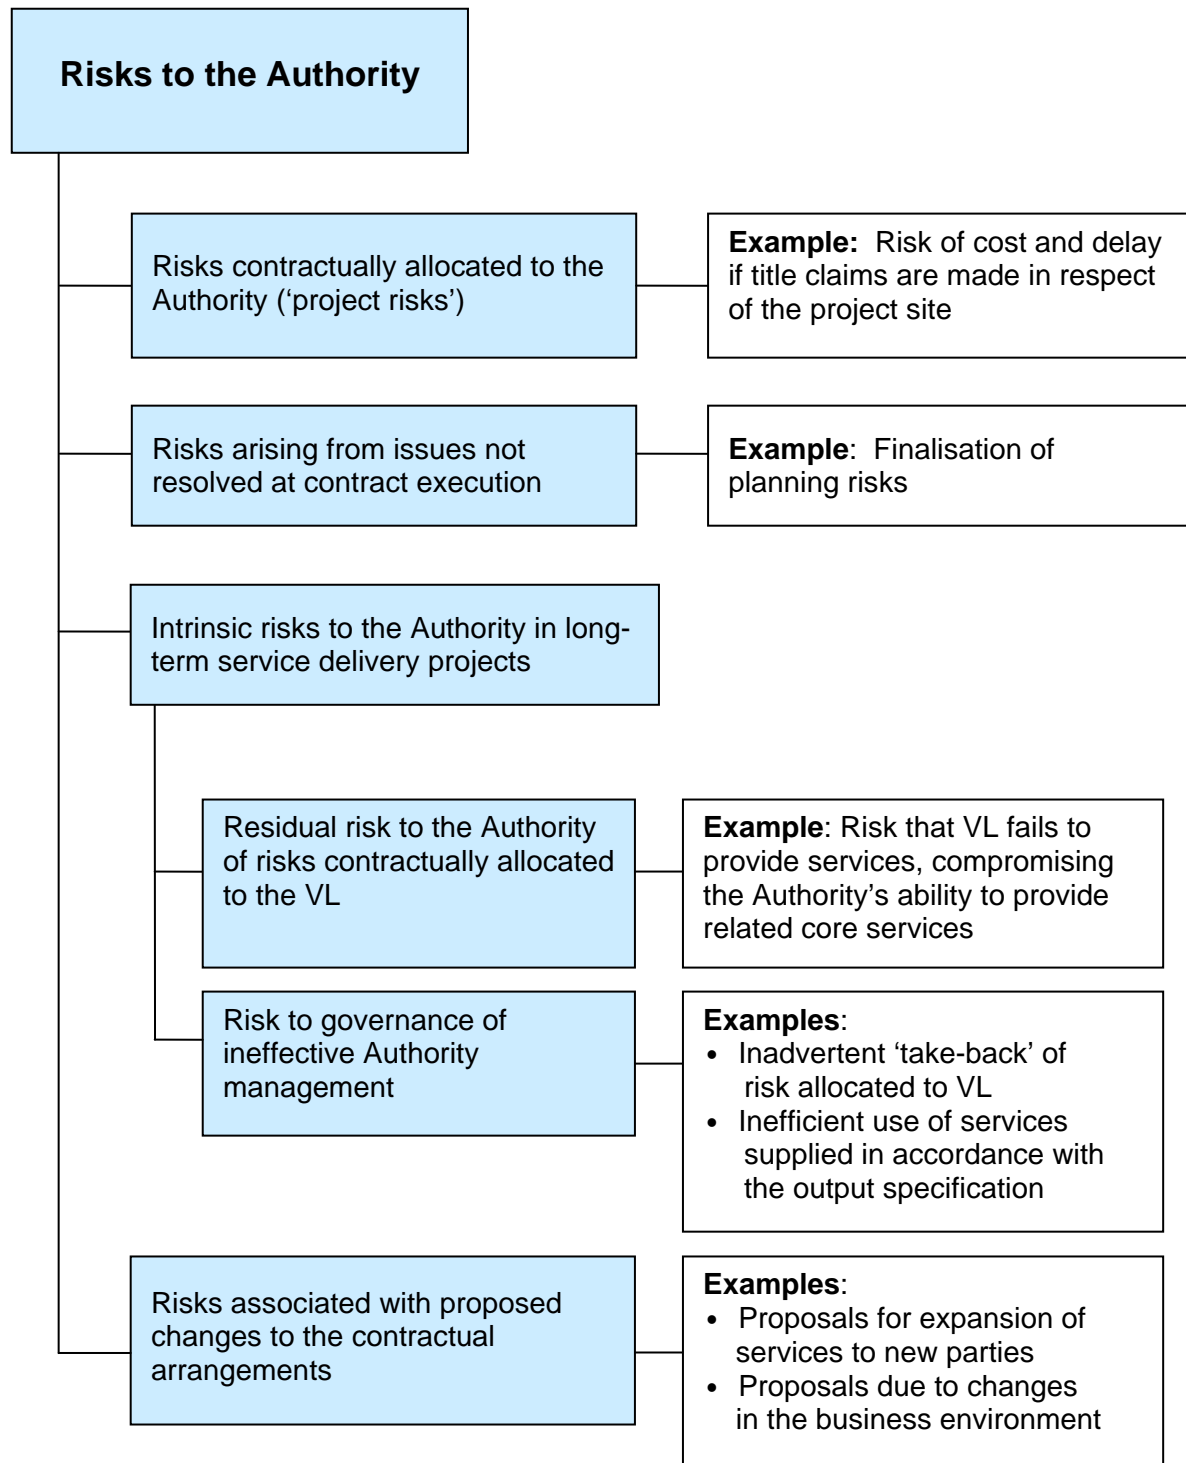 Risks to the Authority
Risks contractually allocated to the
Authority (‘project risks’)
Example:  Risk of cost and delay
if title claims are made in respect
of the project site
Risks arising from issues not
resolved at contract execution
Example:  Finalisation of
planning risks
Intrinsic risks to the Authority in long-
term service delivery projects
Residual risk to the Authority
of risks contractually allocated
to the VL
Example: Risk that VL fails to
provide services, compromising
the Authority’s ability to provide
related core services
Risk to governance of
ineffective Authority
management
Examples:
• Inadvertent ‘take-back’ of
risk allocated to VL
• Inefficient use of services
supplied in accordance with
the output specification
Risks associated with proposed
changes to the contractual
arrangements
Examples:
• Proposals for expansion of
services to new parties
• Proposals due to changes
in the business environment